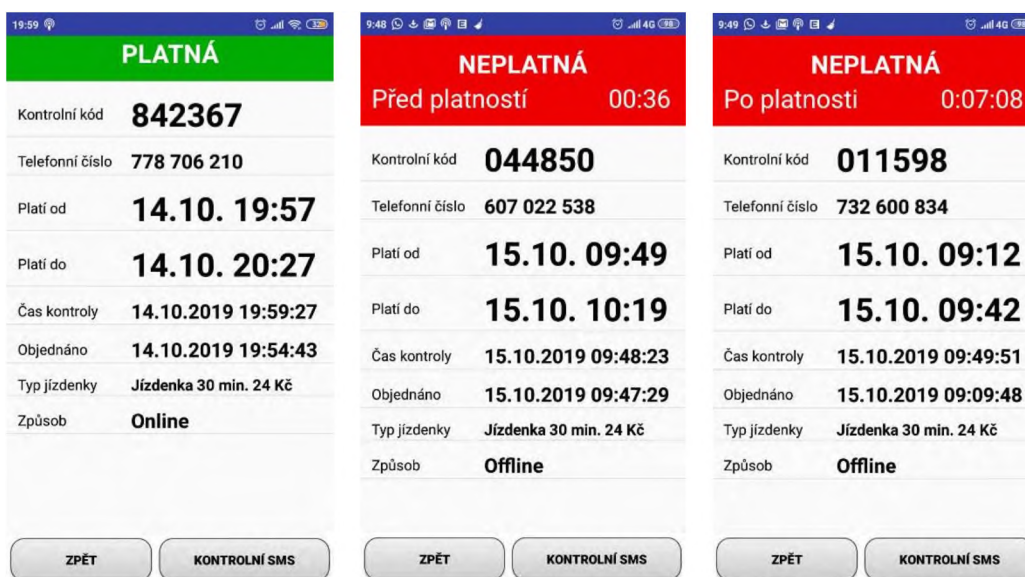 19:59
32
PLATNÁ
Kontrolní kód 842367
Telefonní číslo 778 706 210
Platí od 14.10. 19:57
Platí do 14.10. 20:27
Čas kontroly 14.10.2019 19:59:27
Objednáno 14.10.2019 19:54:43
Typ jízdenky Jízdenka 30 min. 24 Kč
Způsob Online
ZPĚT KONTROLNÍ SMS
9:48 4G 98
NEPLATNÁ
Před platností 00:36
Kontrolní kód 044850
Telefonní číslo 607 022 538
Platí od 15.10. 09:49
Platí do 15.10. 10:19
Čas kontroly 15.10.2019 09:48:23
Objednáno 15.10.2019 09:47:29
Typ jízdenky Jízdenka 30 min. 24 Kč
Způsob Offline
ZPĚT KONTROLNÍ SMS
9:49 4G
NEPLATNÁ
Po platnosti 0:07:08
Kontrolní kód 011598
Telefonní číslo 732 600 834
Platí od 15.10. 09:12
Platí do 15.10. 09:42
Čas kontroly 15.10.2019 09:49:51
Objednáno 15.10.2019 09:09:48
Typ jízdenky Jízdenka 30 min. 24 Kč
Způsob Offline
ZPĚT KONTROLNÍ SMS